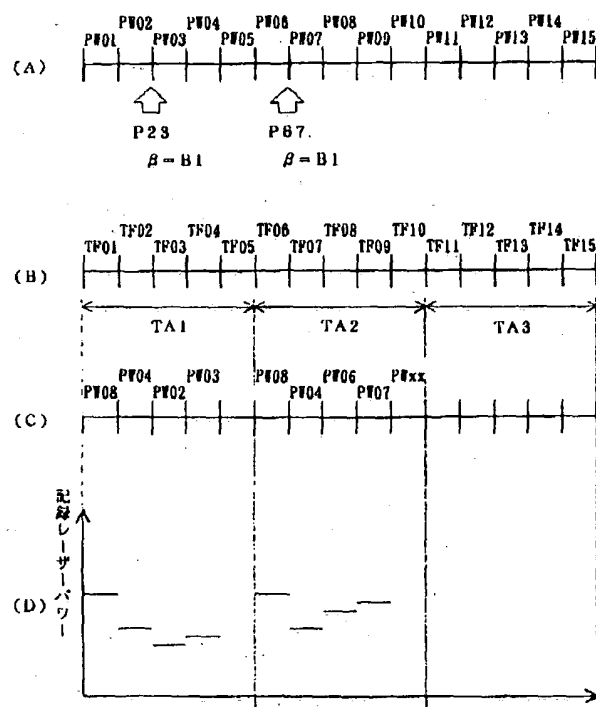 PW02 PW04 PW06 PW08 PW10 PW12 PW14
PW01 PW03 PW05 PW07 PW09 PW11 PW13 PW15
(A)
P23 P67.
β=B1 β=B1
TF02 TF04 TF06 TF08 TF10 TF12 TF14
TF01 TF03 TF05 TF07 TF09 TF11 TF13 TF15
(B)
TA1 TA2 TA3
PW04 PW03 PW06 PWxx
PW08 PW02 PW08 PW04 PW07
(C)
記録レーザーパワー
(D)